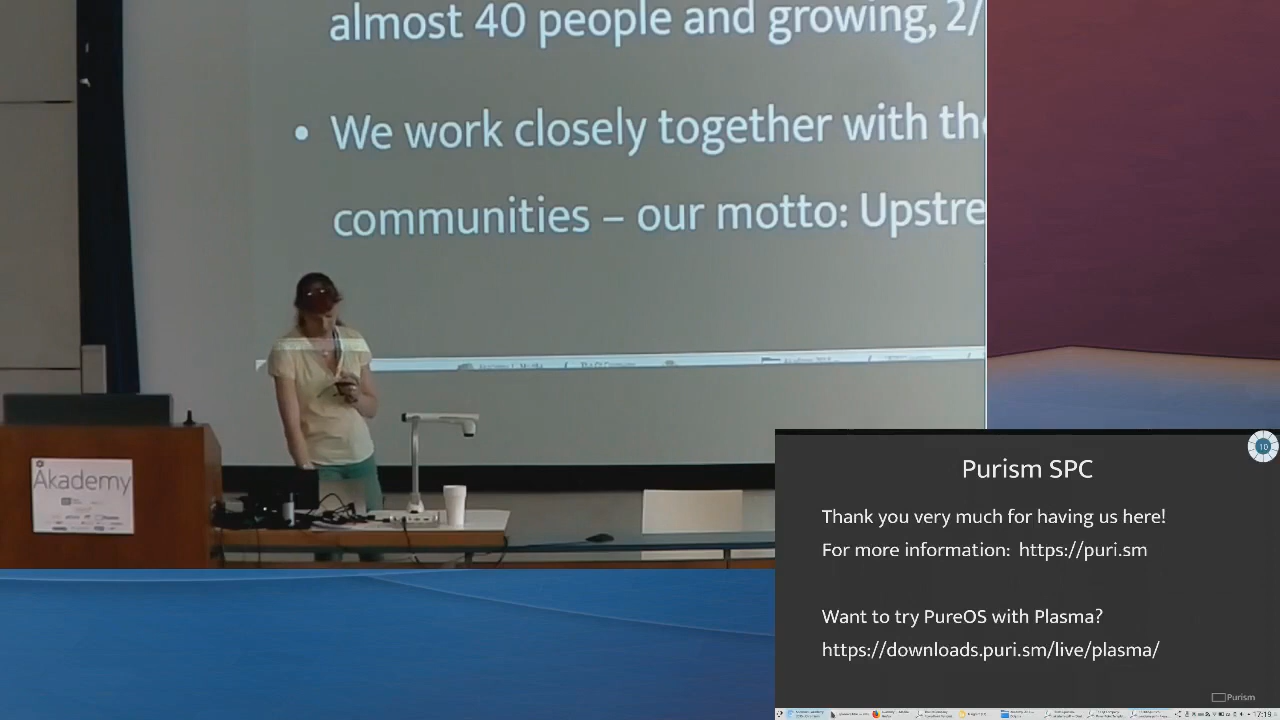 almost 40 people and growing, 2/
• We work closely together with the
communities – our motto: Upstre
Akademy
10
Purism SPC
Thank you very much for having us here!
For more information: https://puri.sm
Want to try PureOS with Plasma?
https://downloads.puri.sm/live/plasma/
Purism